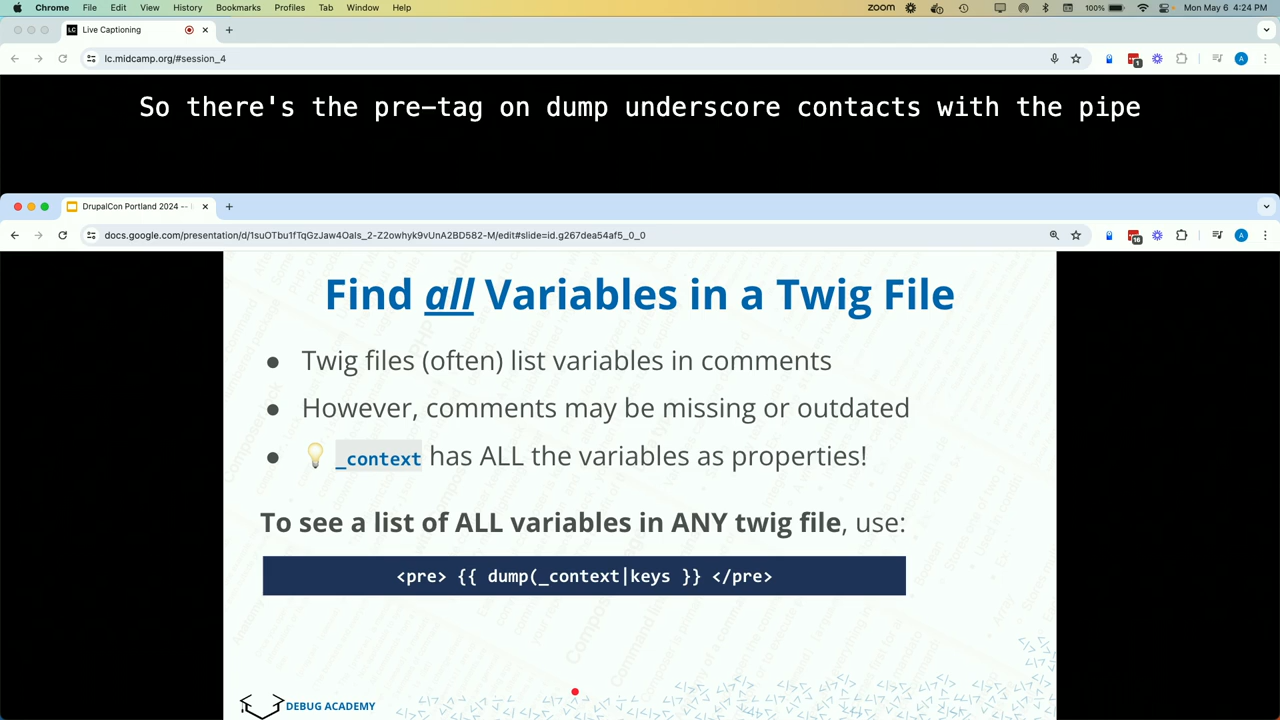 Chrome File Edit View History Bookmarks Profiles Tab Window Help zoom 100% Mon May 6 4:24 PM
LC Live Captioning
lc.midcamp.org/#session_4 1 A
So there's the pre-tag on dump underscore contacts with the pipe
DrupalCon Portland 2024 --
docs.google.com/presentation/d/1suOTbu1fTqGzJaw4OaIs_2-Z2owhyk9vUnA2BD582-M/edit#slide=id.g267dea54af5_0_0 16 A
Find all Variables in a Twig File
● Twig files (often) list variables in comments
● However, comments may be missing or outdated
● 💡 _context has ALL the variables as properties!
To see a list of ALL variables in ANY twig file, use:
<pre> {{ dump(_context|keys }} </pre>
DEBUG ACADEMY